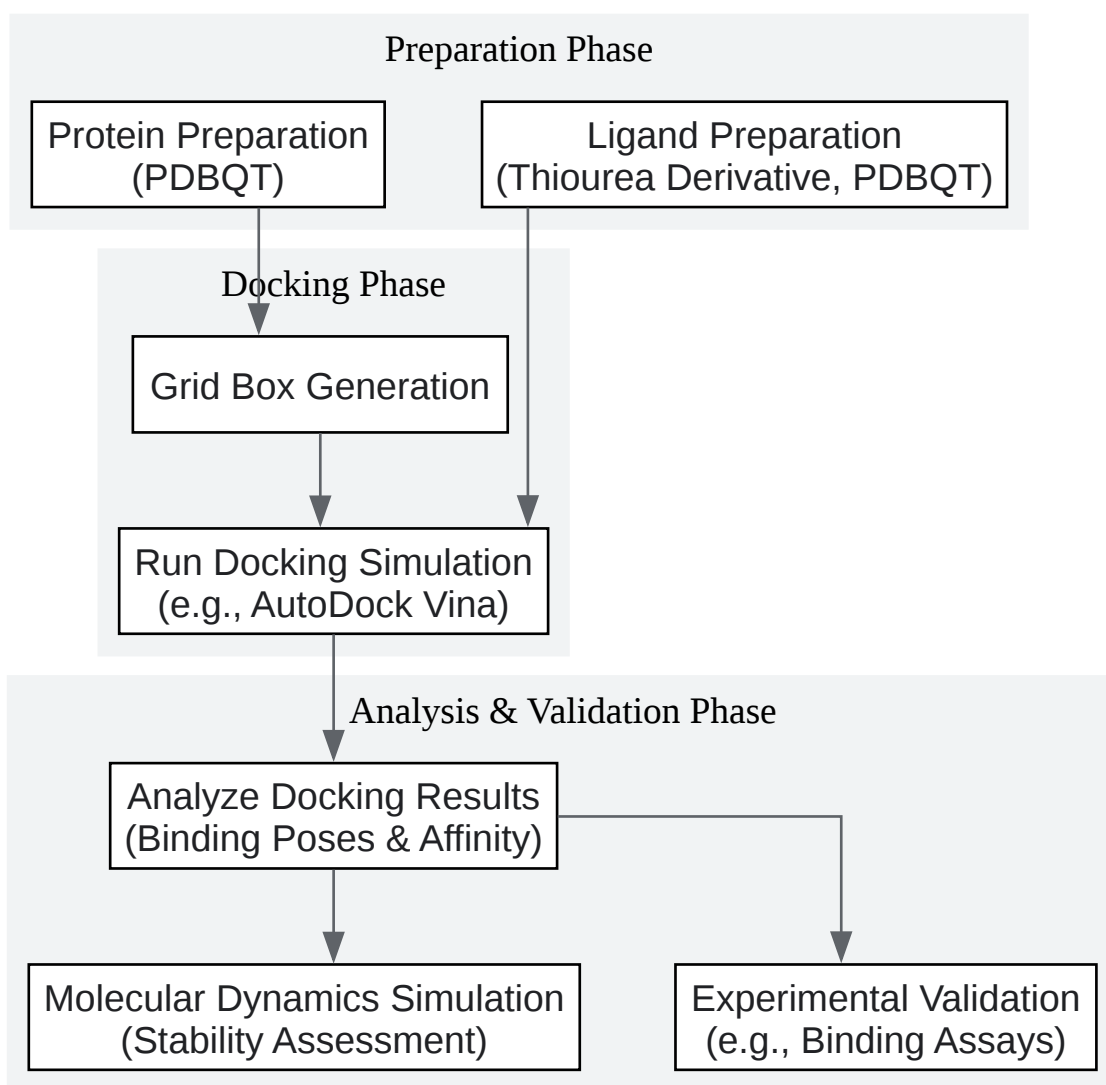 Preparation Phase
Protein Preparation
(PDBQT)
Ligand Preparation
(Thiourea Derivative, PDBQT)
Docking Phase
Grid Box Generation
Run Docking Simulation
(e.g., AutoDock Vina)
Analysis & Validation Phase
Analyze Docking Results
(Binding Poses & Affinity)
Molecular Dynamics Simulation
(Stability Assessment)
Experimental Validation
(e.g., Binding Assays)